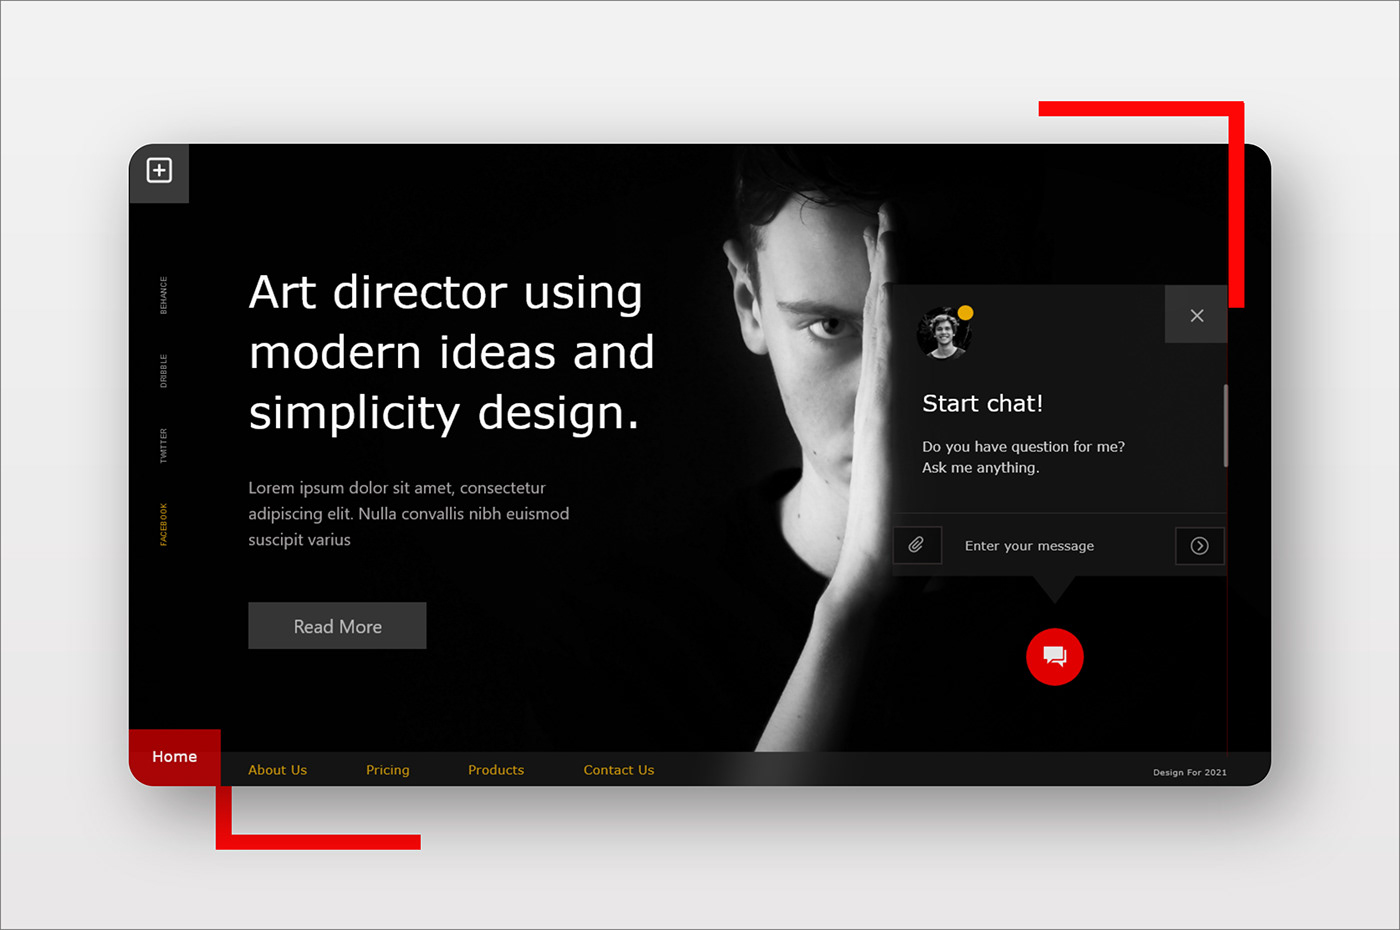 BEHANCE
DRIBBLE
TWITTER
FACEBOOK
Art director using
modern ideas and
simplicity design.
Lorem ipsum dolor sit amet, consectetur
adipiscing elit. Nulla convallis nibh euismod
suscipit varius
Read More
Start chat!
Do you have question for me?
Ask me anything.
Enter your message
Home
About Us
Pricing
Products
Contact Us
Design For 2021